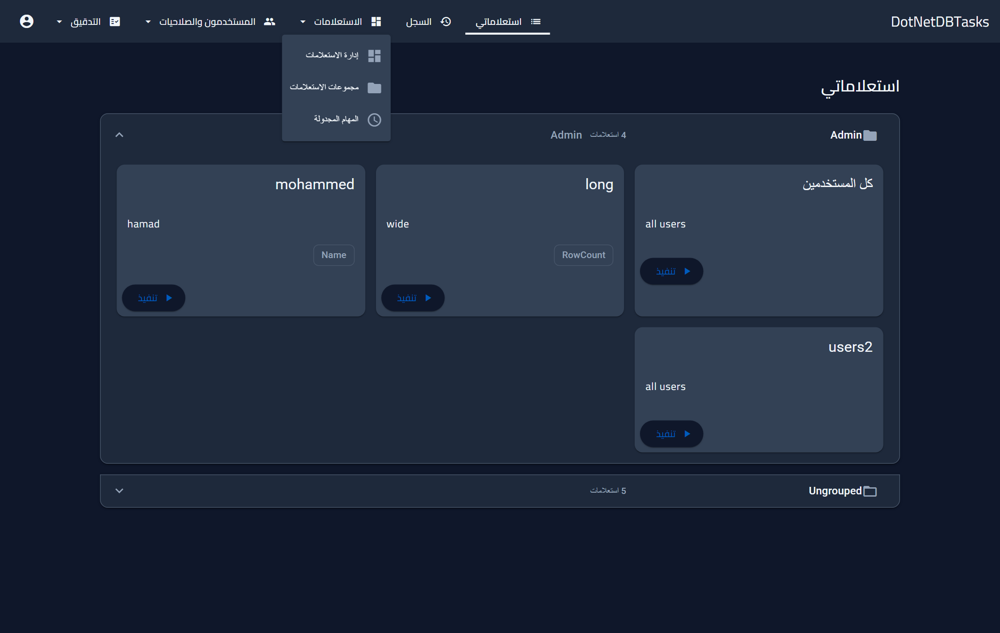 DotNetDBTasks
استعلاماتي
السجل
الاستعلامات
المستخدمون والصلاحيات
التدقيق
إدارة الاستعلامات
مجموعات الاستعلامات
المهام المجدولة
استعلاماتي
Admin
4 استعلامات
Admin
كل المستخدمين
all users
تنفيذ
long
wide
RowCount
تنفيذ
mohammed
hamad
Name
تنفيذ
users2
all users
تنفيذ
Ungrouped
5 استعلامات